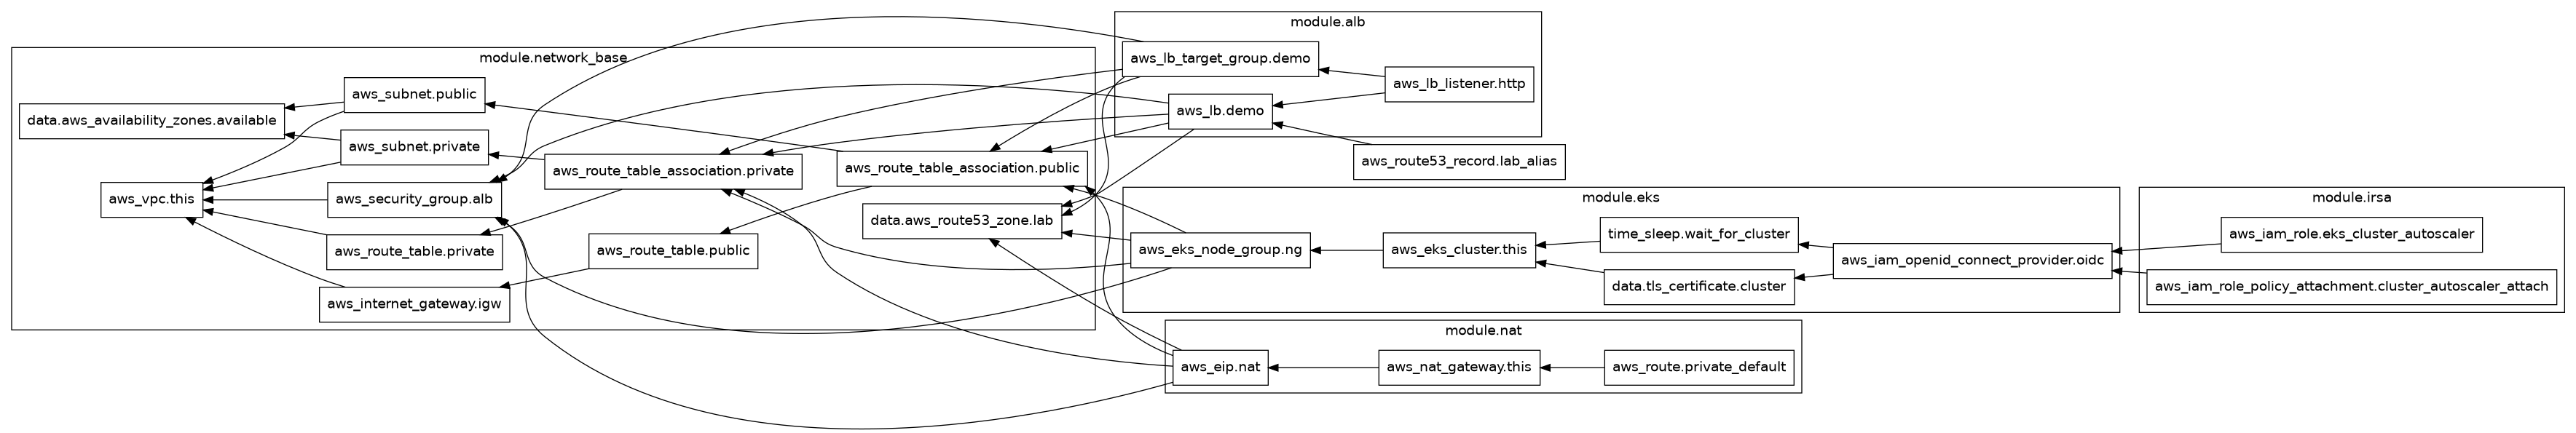 module.alb
aws_lb_target_group.demo
aws_lb_listener.http
aws_lb.demo
module.network_base
aws_subnet.public
data.aws_availability_zones.available
aws_subnet.private
aws_route_table_association.private
aws_route_table_association.public
aws_vpc.this
aws_security_group.alb
data.aws_route53_zone.lab
aws_route_table.private
aws_route_table.public
aws_internet_gateway.igw
aws_route53_record.lab_alias
module.eks
aws_eks_node_group.ng
aws_eks_cluster.this
time_sleep.wait_for_cluster
data.tls_certificate.cluster
aws_iam_openid_connect_provider.oidc
module.irsa
aws_iam_role.eks_cluster_autoscaler
aws_iam_role_policy_attachment.cluster_autoscaler_attach
module.nat
aws_eip.nat
aws_nat_gateway.this
aws_route.private_default